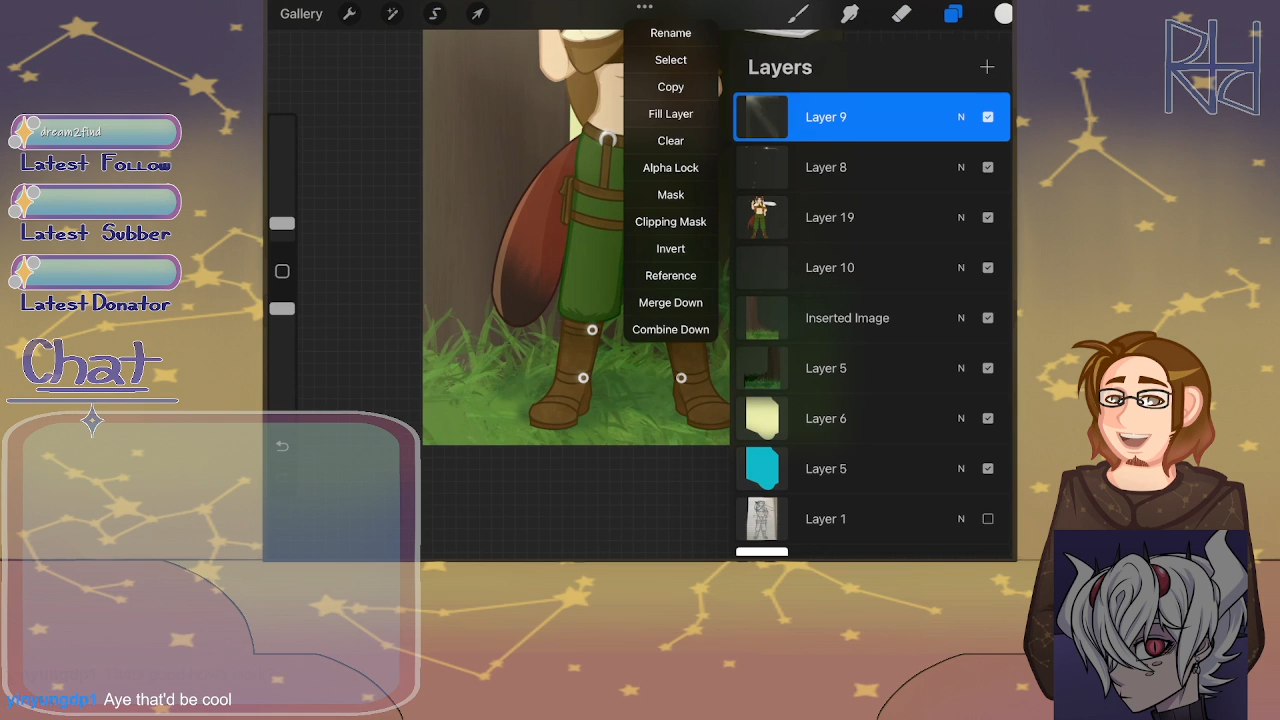 Gallery
dream2find
Latest Follow
Latest Subber
Latest Donator
Chat
yinyungdp1 Aye that'd be cool
Rename
Select
Copy
Fill Layer
Clear
Alpha Lock
Mask
Clipping Mask
Invert
Reference
Merge Down
Combine Down
Layers
Layer 9 N
Layer 8 N
Layer 19 N
Layer 10 N
Inserted Image N
Layer 5 N
Layer 6 N
Layer 5 N
Layer 1 N